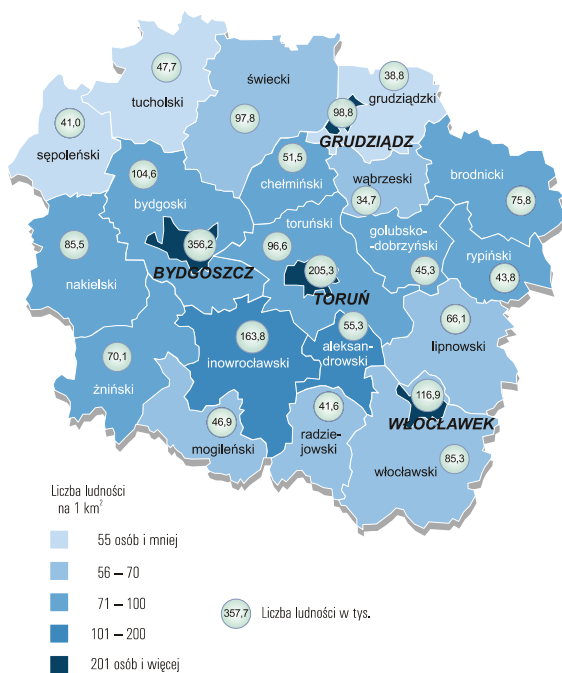 47,7
tucholski
świecki
97,8
38,8
grudziądzki
41,0
sępoleński
98,8
GRUDZIĄDZ
104,6
bydgoski
51,5
chełmiński
wąbrzeski
34,7
brodnicki
75,8
85,5
nakielski
356,2
BYDGOSZCZ
toruński
96,6
205,3
TORUŃ
golubsko-
-dobrzyński
45,3
rypiński
43,8
70,1
żniński
163,8
inowrocławski
55,3
aleksan-
drowski
66,1
lipnowski
46,9
mogileński
41,6
radzie-
jowski
116,9
WŁOCŁAWEK
85,3
włocławski
Liczba ludności
na 1 km²
55 osób i mniej
56 – 70
71 – 100
101 – 200
201 osób i więcej
357,7
Liczba ludności w tys.